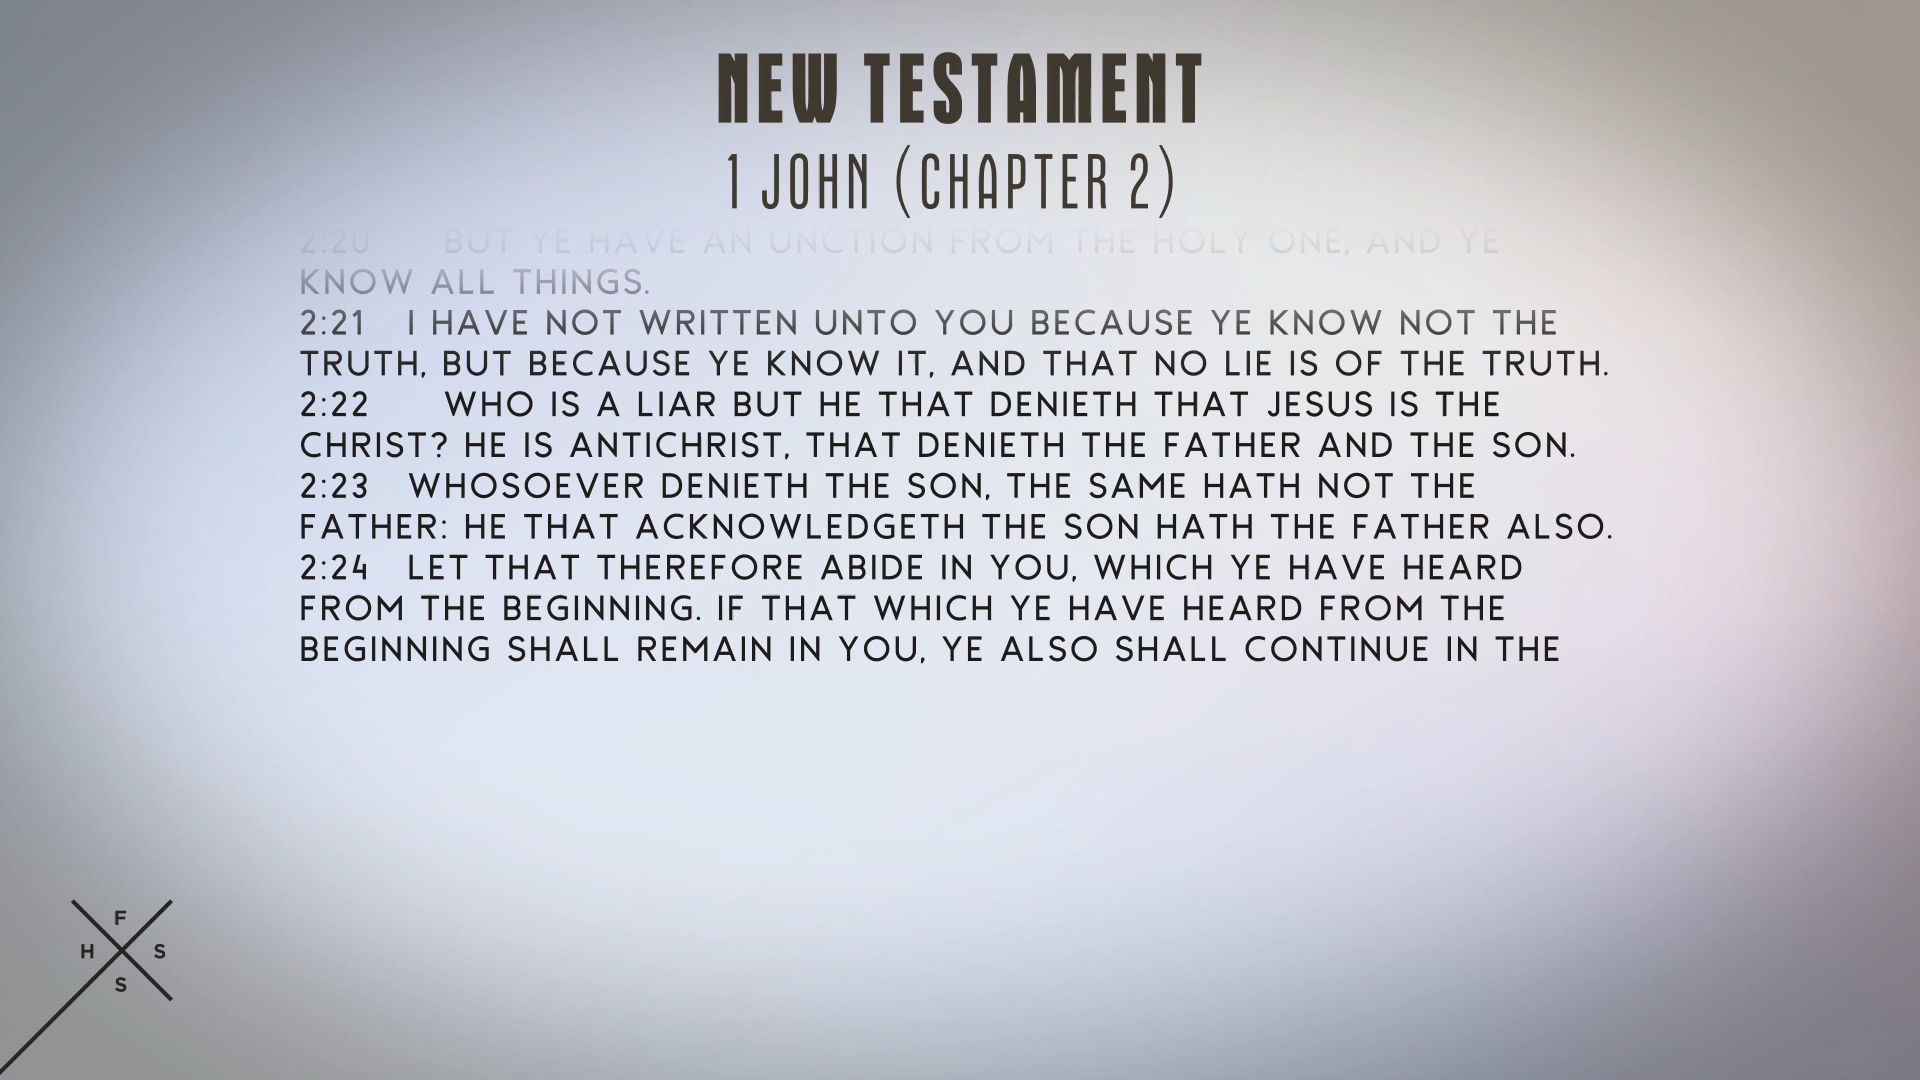 NEW TESTAMENT
1 JOHN (CHAPTER 2)
2:20 BUT YE HAVE AN UNCTION FROM THE HOLY ONE, AND YE
KNOW ALL THINGS.
2:21 I HAVE NOT WRITTEN UNTO YOU BECAUSE YE KNOW NOT THE
TRUTH, BUT BECAUSE YE KNOW IT, AND THAT NO LIE IS OF THE TRUTH.
2:22 WHO IS A LIAR BUT HE THAT DENIETH THAT JESUS IS THE
CHRIST? HE IS ANTICHRIST, THAT DENIETH THE FATHER AND THE SON.
2:23 WHOSOEVER DENIETH THE SON, THE SAME HATH NOT THE
FATHER: HE THAT ACKNOWLEDGETH THE SON HATH THE FATHER ALSO.
2:24 LET THAT THEREFORE ABIDE IN YOU, WHICH YE HAVE HEARD
FROM THE BEGINNING. IF THAT WHICH YE HAVE HEARD FROM THE
BEGINNING SHALL REMAIN IN YOU, YE ALSO SHALL CONTINUE IN THE
F
H S
S